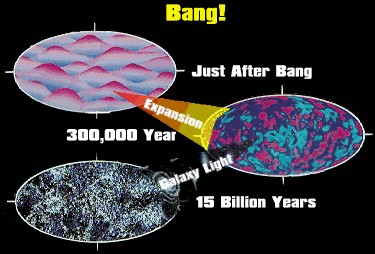 Bang!
Just After Bang
Expansion
300,000 Year
Galaxy Light
15 Billion Years